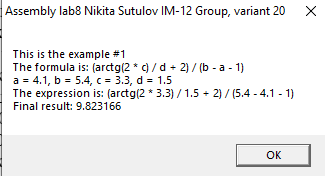 Assembly lab8 Nikita Sutulov IM-12 Group, variant 20
This is the example #1
The formula is: (arctg(2 * c) / d + 2) / (b - a - 1)
a = 4.1, b = 5.4, c = 3.3, d = 1.5
The expression is: (arctg(2 * 3.3) / 1.5 + 2) / (5.4 - 4.1 - 1)
Final result: 9.823166
OK